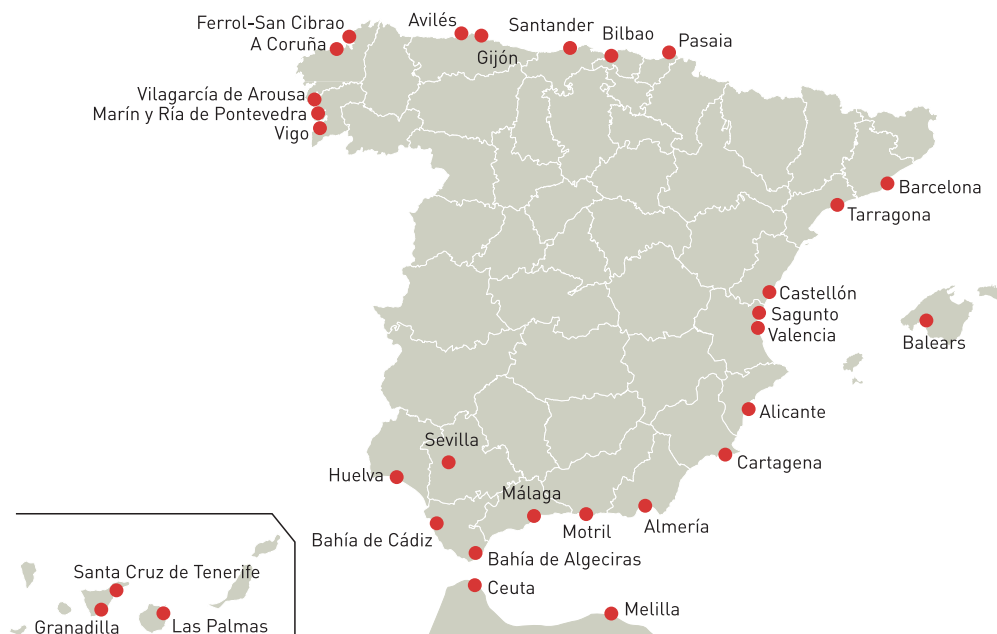 Ferrol-San Cibrao
A Coruña
Avilés
Gijón
Santander
Bilbao
Pasaia
Vilagarcía de Arousa
Marín y Ría de Pontevedra
Vigo
Barcelona
Tarragona
Castellón
Sagunto
Valencia
Balears
Alicante
Cartagena
Sevilla
Huelva
Málaga
Motril
Almería
Bahía de Cádiz
Bahía de Algeciras
Ceuta
Melilla
Santa Cruz de Tenerife
Granadilla
Las Palmas